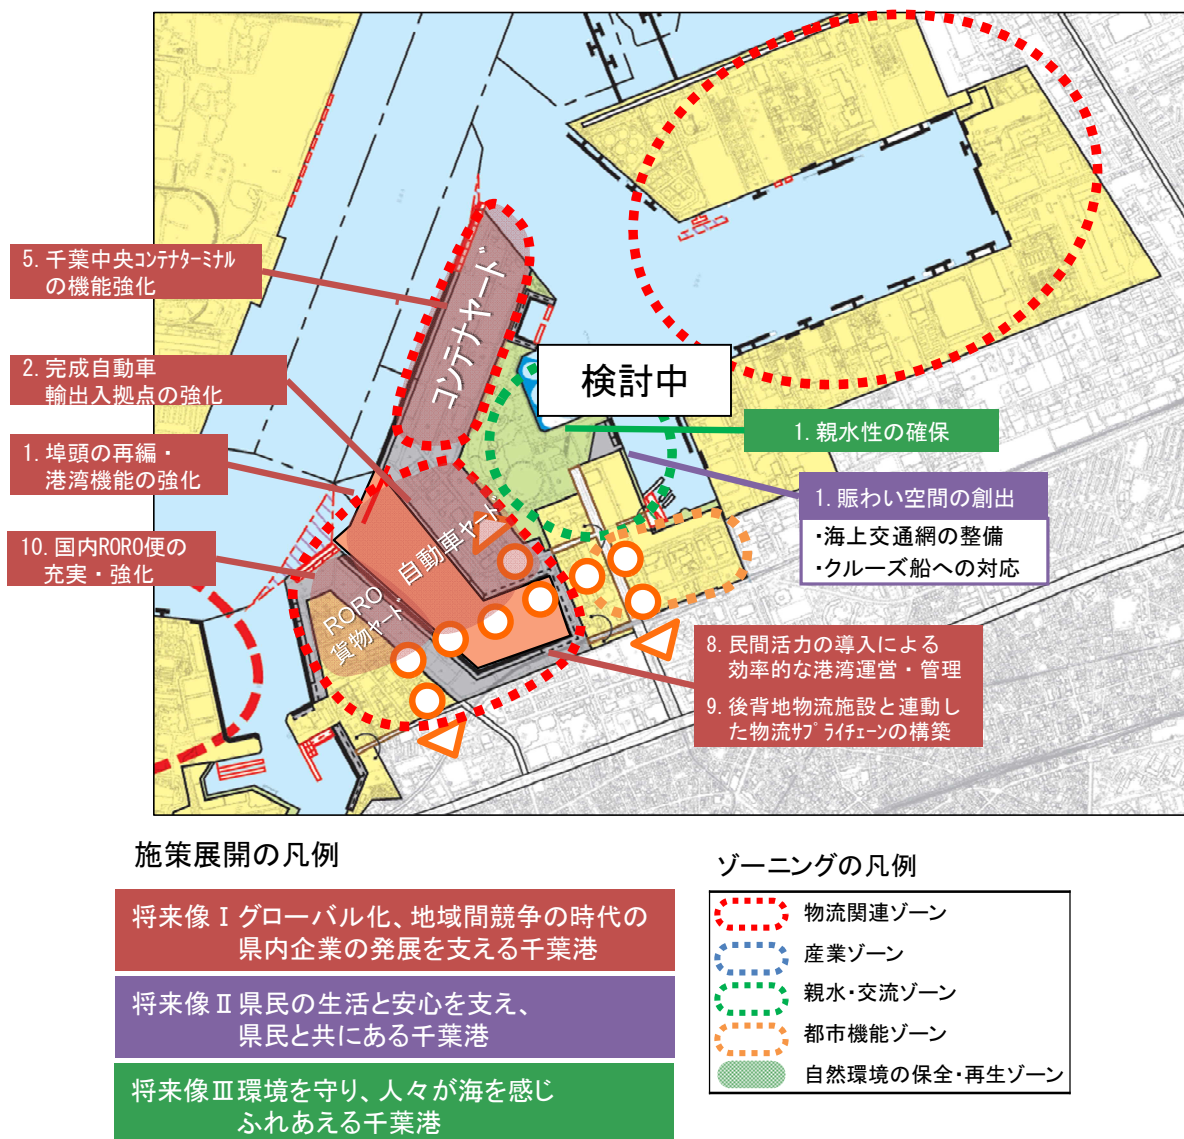 5. 千葉中央ｺﾝﾃﾅﾀｰﾐﾅﾙ
の機能強化
2. 完成自動車
輸出入拠点の強化
1. 埠頭の再編・
港湾機能の強化
10. 国内RORO便の
充実・強化
コンテナヤード
自動車ヤード
RORO
貨物ヤード
検討中
1. 親水性の確保
1. 賑わい空間の創出
・海上交通網の整備
・クルーズ船への対応
8. 民間活力の導入による
効率的な港湾運営・管理
9. 後背地物流施設と連動し
た物流ｻﾌﾟﾗｲﾁｪｰﾝの構築
施策展開の凡例
将来像Ⅰグローバル化、地域間競争の時代の
県内企業の発展を支える千葉港
将来像Ⅱ県民の生活と安心を支え、
県民と共にある千葉港
将来像Ⅲ環境を守り、人々が海を感じ
ふれあえる千葉港
ゾーニングの凡例
物流関連ゾーン
産業ゾーン
親水・交流ゾーン
都市機能ゾーン
自然環境の保全・再生ゾーン